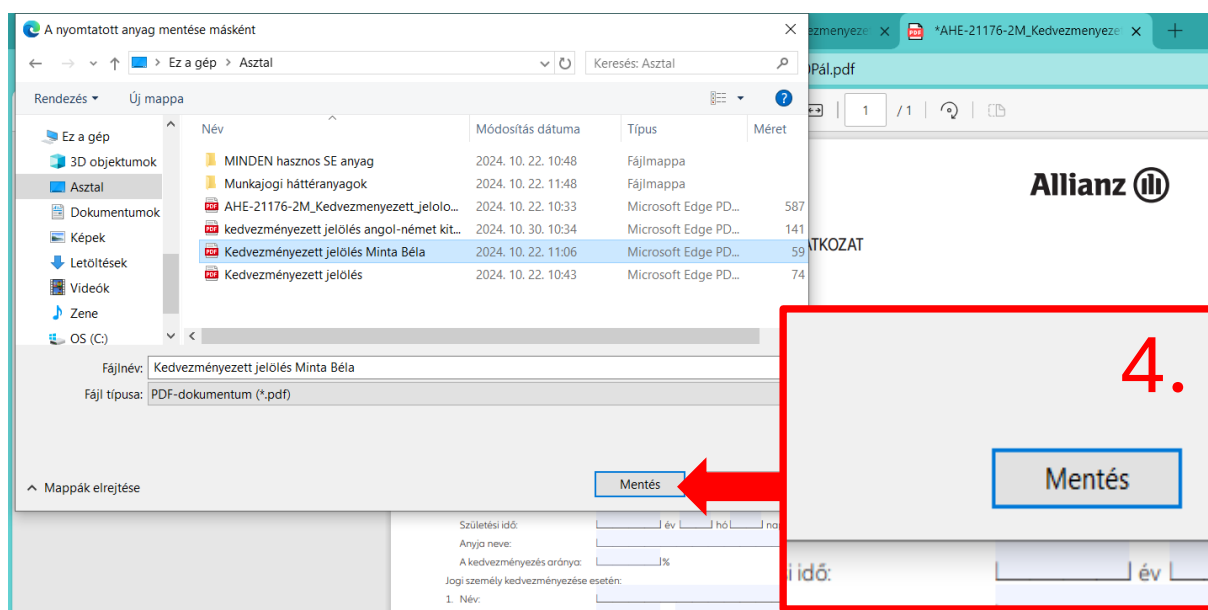 A nyomtatott anyag mentése másként
*AHE-21176-2M_Kedvezmenyezet
Ez a gép > Asztal
Keresés: Asztal
Pál.pdf
Rendezés
Új mappa
?
1 / 1
Név
Módosítás dátuma
Típus
Méret
Ez a gép
3D objektumok
Asztal
Dokumentumok
Képek
Letöltések
Videók
Zene
OS (C:)
MINDEN hasznos SE anyag 2024. 10. 22. 10:48 Fájlmappa
Munkajogi háttéranyagok 2024. 10. 22. 11:48 Fájlmappa
AHE-21176-2M_Kedvezmenyezett_jelolo... 2024. 10. 22. 10:33 Microsoft Edge PD... 587
kedvezményezett jelölés angol-német kit... 2024. 10. 30. 10:34 Microsoft Edge PD... 141
Kedvezményezett jelölés Minta Béla 2024. 10. 22. 11:06 Microsoft Edge PD... 59
Kedvezményezett jelölés 2024. 10. 22. 10:43 Microsoft Edge PD... 74
Allianz
ATKOZAT
Fájlnév: Kedvezményezett jelölés Minta Béla
Fájl típusa: PDF-dokumentum (*.pdf)
4.
Mappák elrejtése
Mentés
Mentés
Születési idő: év hó nap
Anyja neve:
A kedvezményezés aránya: %
Jogi személy kedvezményezése esetén:
1. Név:
si idő: év